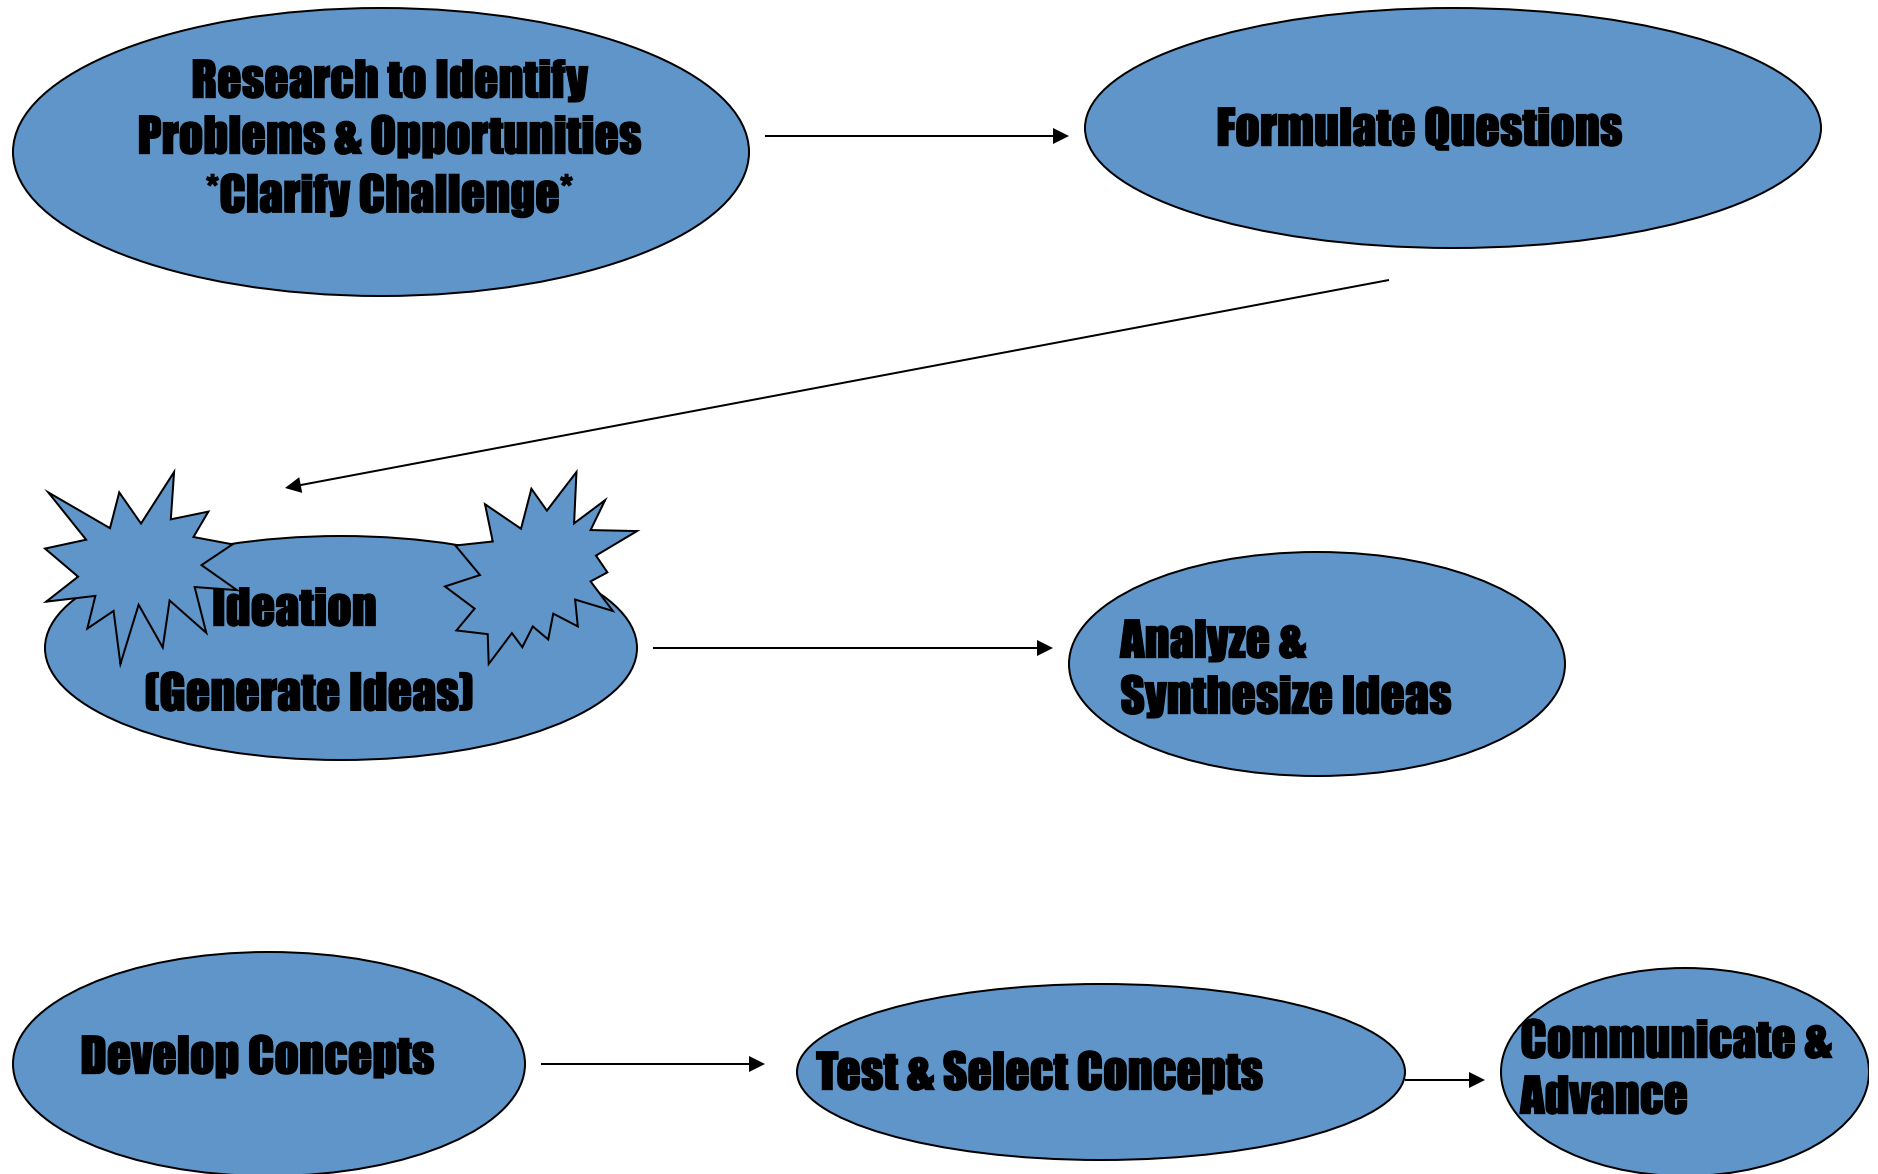 Research to Identify
Problems & Opportunities
*Clarify Challenge*
Formulate Questions
Ideation
(Generate Ideas)
Analyze &
Synthesize Ideas
Develop Concepts
Test & Select Concepts
Communicate &
Advance